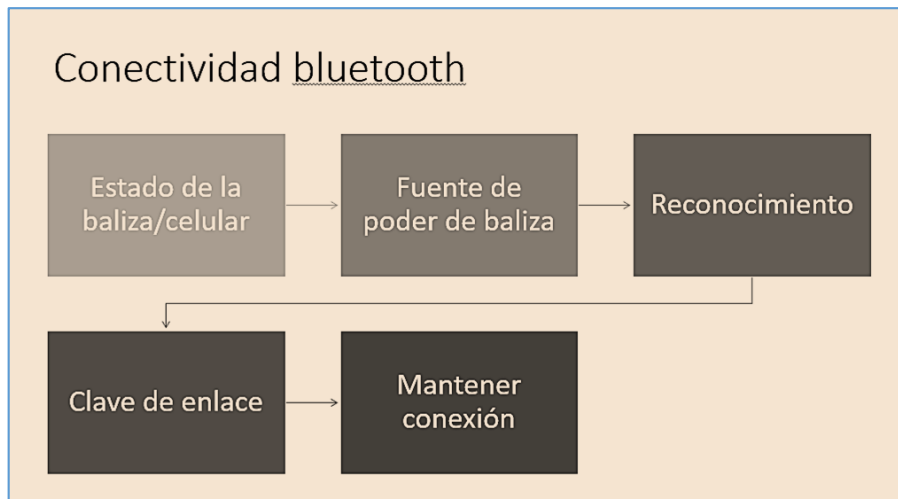 Conectividad bluetooth
Estado de la
baliza/celular
Fuente de
poder de baliza
Reconocimiento
Clave de enlace
Mantener
conexión